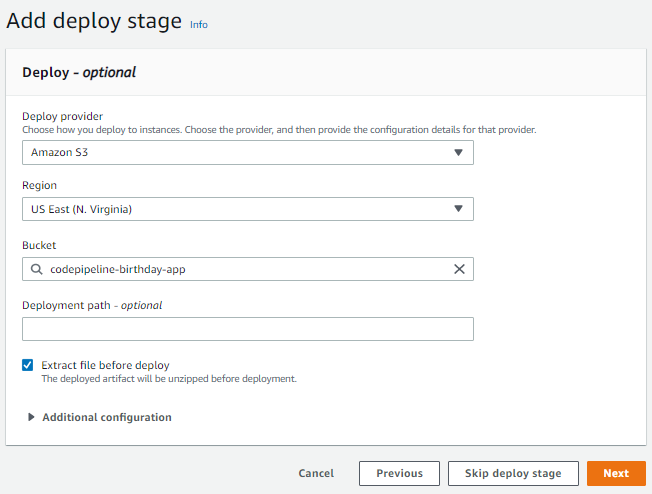 Add deploy stage Info
Deploy - optional
Deploy provider
Choose how you deploy to instances. Choose the provider, and then provide the configuration details for that provider.
Amazon S3
Region
US East (N. Virginia)
Bucket
codepipeline-birthday-app
Deployment path - optional
Extract file before deploy
The deployed artifact will be unzipped before deployment.
Additional configuration
Cancel Previous Skip deploy stage Next